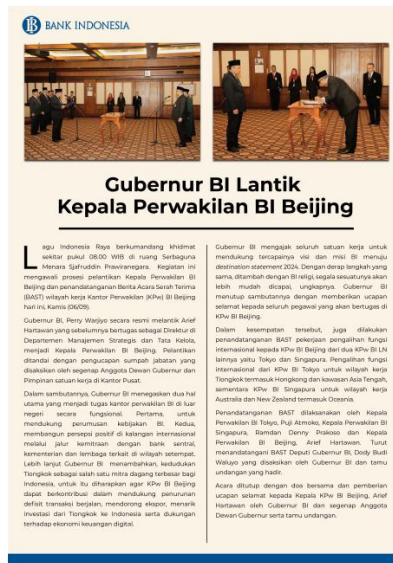 BANK INDONESIA
Gubernur BI Lantik
Kepala Perwakilan BI Beijing
Lagu Indonesia Raya berkumandang khidmat
sekitar pukul 08.00 WIB di ruang Serbaguna
Menara Sjafruddin Prawiranegara. Kegiatan ini
mengawali prosesi pelantikan Kepala Perwakilan BI
Beijing dan penandatanganan Berita Acara Serah Terima
(BAST) wilayah kerja Kantor Perwakilan (KPw) BI Beijing
hari ini, Kamis (06/09).
Gubernur BI, Perry Warjiyo secara resmi melantik Arief
Hartawan yang sebelumnya bertugas sebagai Direktur di
Departemen Manajemen Strategis dan Tata Kelola,
menjadi Kepala Perwakilan BI Beijing. Pelantikan
ditandai dengan pengucapan sumpah jabatan yang
disaksikan oleh segenap Anggota Dewan Gubernur dan
Pimpinan satuan kerja di Kantor Pusat.
Dalam sambutannya, Gubernur BI menegaskan dua hal
utama yang menjadi tugas kantor perwakilan BI di luar
negeri secara fungsional. Pertama, untuk
mendukung perumusan kebijakan BI. Kedua,
membangun persepsi positif di kalangan internasional
melalui jalur kemitraan dengan bank sentral,
kementerian dan lembaga terkait di wilayah setempat.
Lebih lanjut Gubernur BI menambahkan, kedudukan
Tiongkok sebagai salah satu mitra dagang terbesar bagi
Indonesia, untuk itu diharapkan agar KPw BI Beijing
dapat berkontribusi dalam mendukung penurunan
defisit transaksi berjalan, mendorong ekspor, menarik
investasi dari Tiongkok ke Indonesia serta dukungan
terhadap ekonomi keuangan digital.
Gubernur BI mengajak seluruh satuan kerja untuk
mendukung tercapainya visi dan misi BI menuju
destination statement 2024. Dengan derap langkah yang
sama, ditambah dengan BI religi, segala sesuatunya akan
lebih mudah dicapai, ungkapnya. Gubernur BI
menutup sambutannya dengan memberikan ucapan
selamat kepada seluruh pegawai yang akan bertugas di
KPw BI Beijing.
Dalam kesempatan tersebut, juga dilakukan
penandatanganan BAST pekerjaan pengalihan fungsi
internasional kepada KPw BI Beijing dari dua KPw BI LN
lainnya yaitu Tokyo dan Singapura. Pengalihan fungsi
internasional dari KPw BI Tokyo untuk wilayah kerja
Tiongkok termasuk Hongkong dan kawasan Asia Tengah,
sementara KPw BI Singapura untuk wilayah kerja
Australia dan New Zealand termasuk Oceania.
Penandatanganan BAST dilaksanakan oleh Kepala
Perwakilan BI Tokyo, Puji Atmoko, Kepala Perwakilan BI
Singapura, Ramdan Denny Prakoso dan Kepala
Perwakilan BI Beijing, Arief Hartawan. Turut
menandatangani BAST Deputi Gubernur BI, Dody Budi
Waluyo yang disaksikan oleh Gubernur BI dan tamu
undangan yang hadir.
Acara ditutup dengan doa bersama dan pemberian
ucapan selamat kepada Kepala KPw BI Beijing, Arief
Hartawan oleh Gubernur BI dan segenap Anggota
Dewan Gubernur serta tamu undangan.